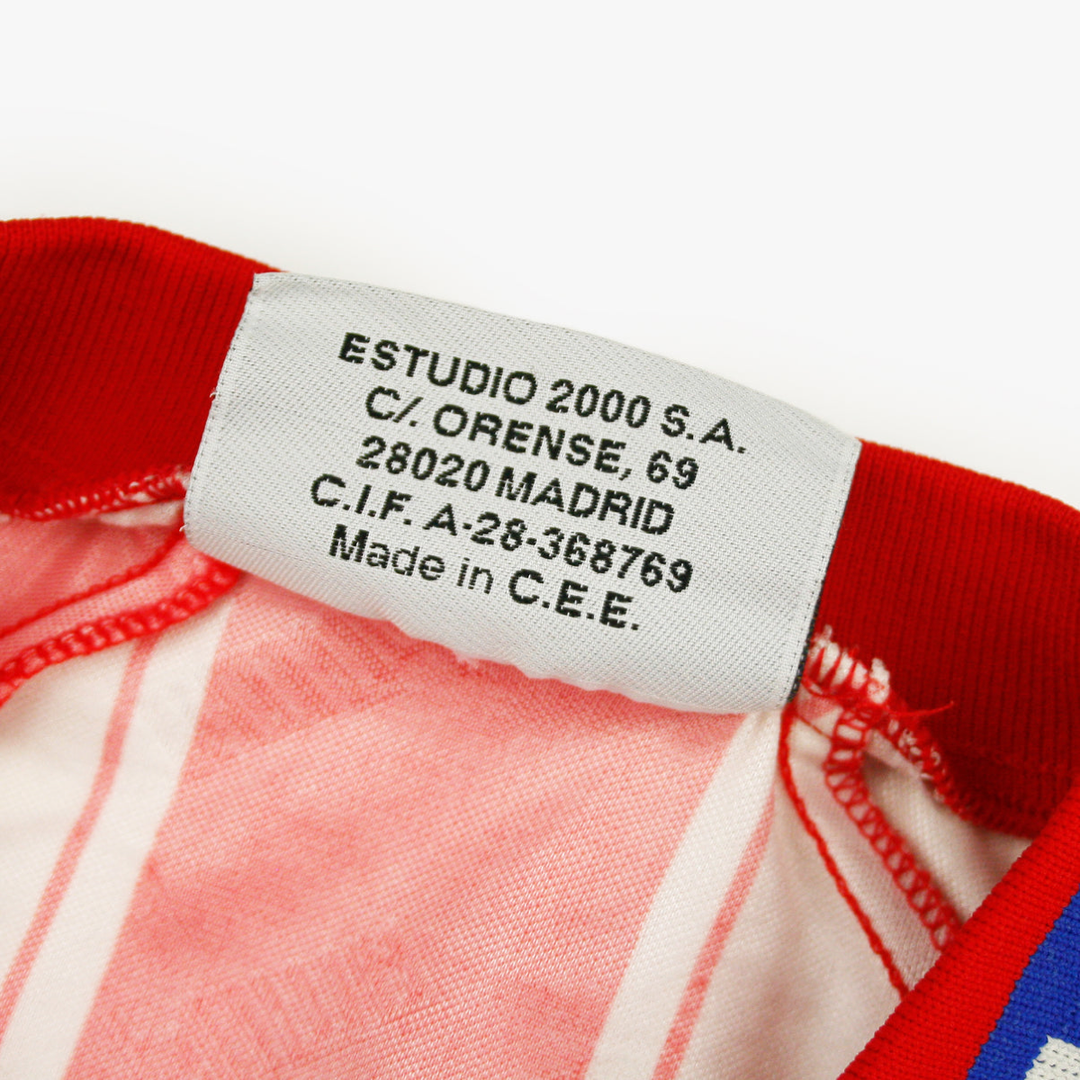 ESTUDIO 2000 S.A.
C/. ORENSE, 69
28020 MADRID
C.I.F. A-28-368769
Made in C.E.E.